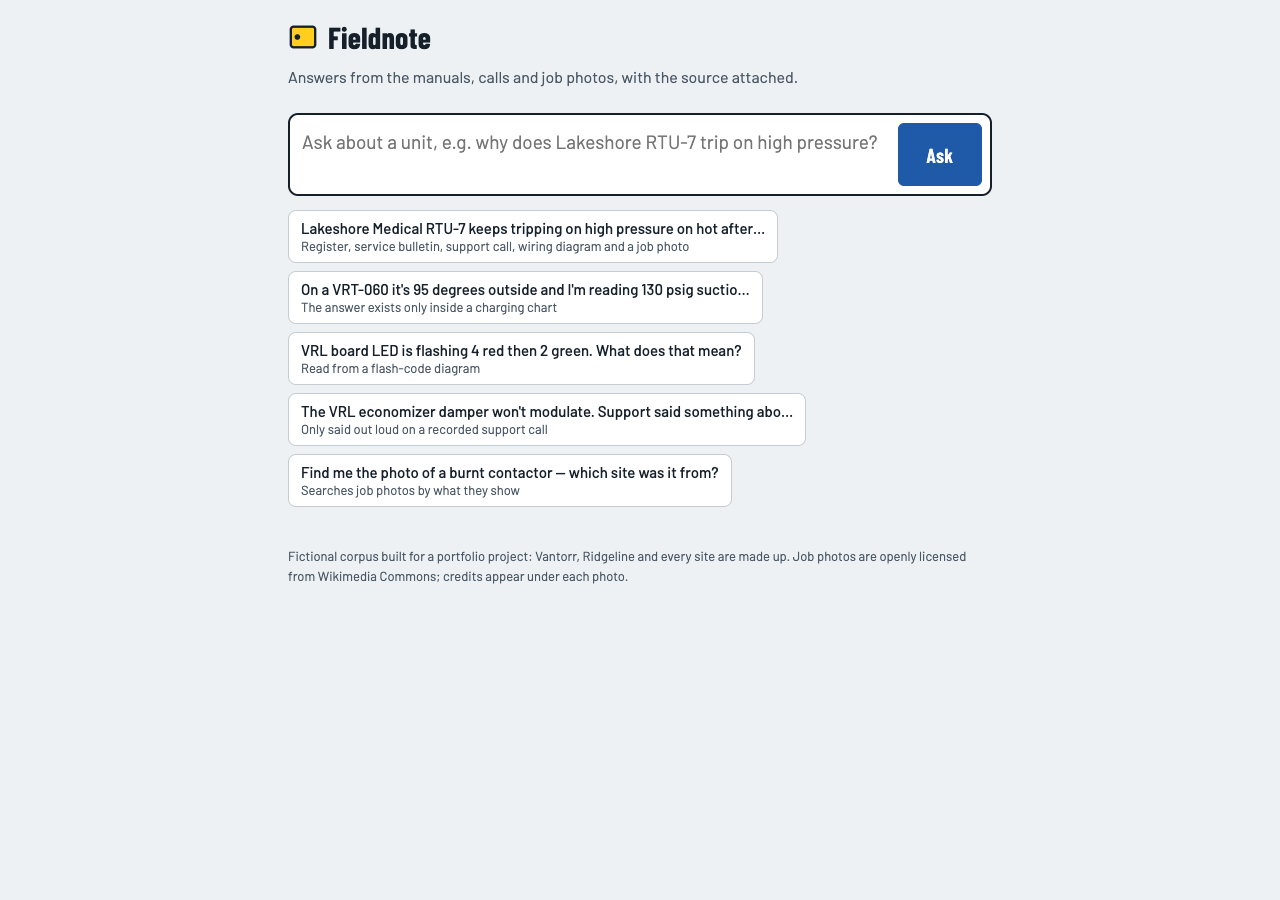 Fieldnote
Answers from the manuals, calls and job photos, with the source attached.
Ask about a unit, e.g. why does Lakeshore RTU-7 trip on high pressure?
Ask
Lakeshore Medical RTU-7 keeps tripping on high pressure on hot after…
Register, service bulletin, support call, wiring diagram and a job photo
On a VRT-060 it's 95 degrees outside and I'm reading 130 psig suctio…
The answer exists only inside a charging chart
VRL board LED is flashing 4 red then 2 green. What does that mean?
Read from a flash-code diagram
The VRL economizer damper won't modulate. Support said something abo…
Only said out loud on a recorded support call
Find me the photo of a burnt contactor — which site was it from?
Searches job photos by what they show
Fictional corpus built for a portfolio project: Vantorr, Ridgeline and every site are made up. Job photos are openly licensed
from Wikimedia Commons; credits appear under each photo.